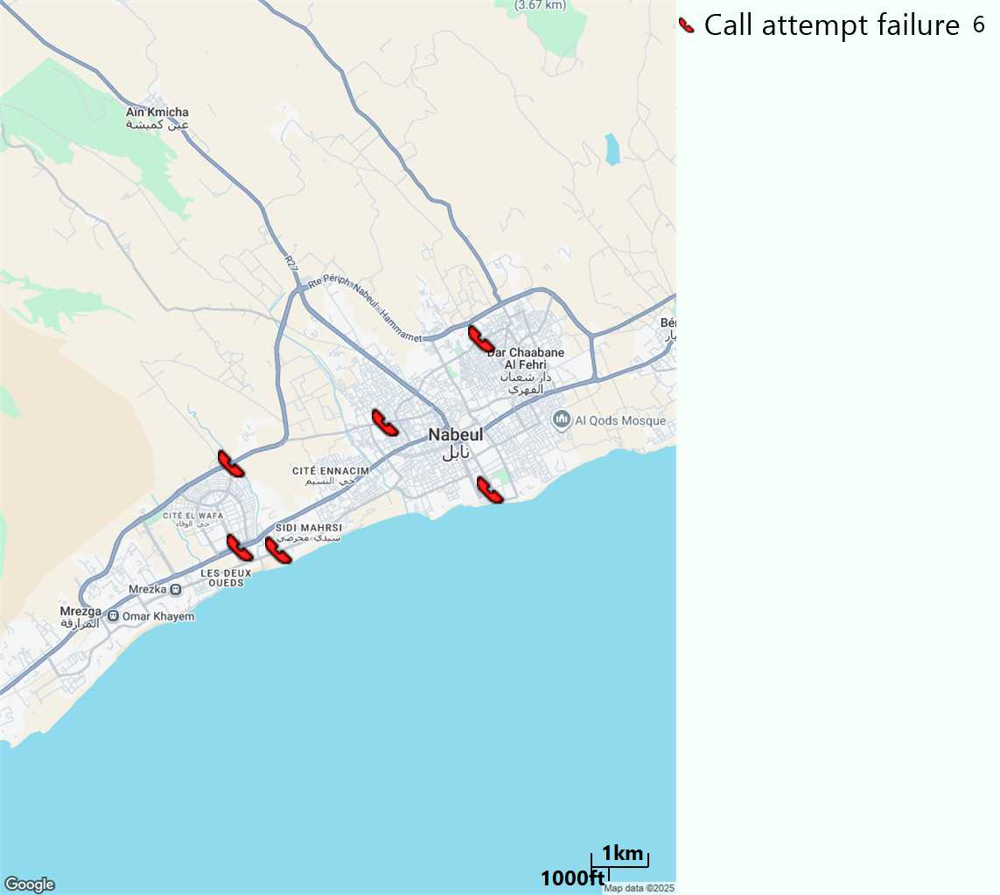 (3.67 km)
Call attempt failure 6
Aïn Kmicha
عين كميشة
R27
Rte Périph. Nabeul - Hammamet
Dar Chaabane
Al Fehri
دار شعبان
الفهري
Al Qods Mosque
Nabeul
نابل
CITÉ ENNACIM
حي النسيم
CITÉ EL WAFA
حي الوفاء
SIDI MAHRSI
سيدي محرصي
LES DEUX
OUEDS
Mrezka
Mrezga
المرازقة
Omar Khayem
1km
1000ft
Google
Map data ©2025